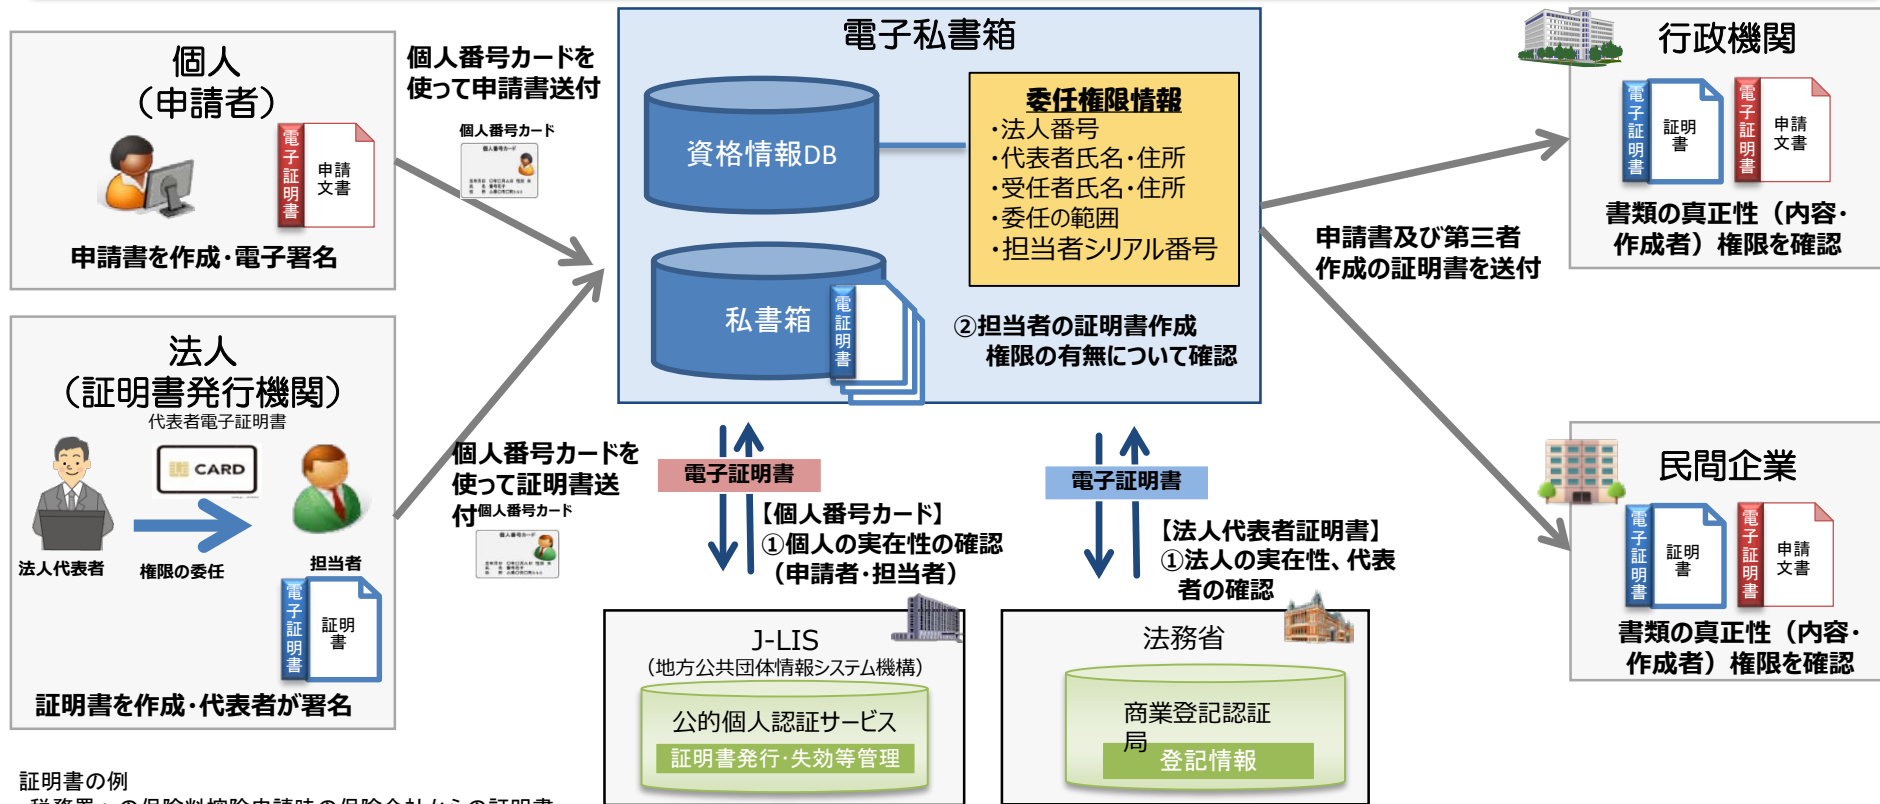 個人
（申請者）
電子証明書
申請
文書
申請書を作成・電子署名
個人番号カードを
使って申請書送付
個人番号カード
個人番号カード
法人
（証明書発行機関）
代表者電子証明書
CARD
法人代表者
権限の委任
担当者
電子証明書
証明
書
証明書を作成・代表者が署名
個人番号カードを
使って証明書送
付
個人番号カード
個人番号カード
電子私書箱
資格情報DB
委任権限情報
・法人番号
・代表者氏名・住所
・受任者氏名・住所
・委任の範囲
・担当者シリアル番号
私書箱
電証明書
②担当者の証明書作成
権限の有無について確認
電子証明書
【個人番号カード】
①個人の実在性の確認
（申請者・担当者）
電子証明書
【法人代表者証明書】
①法人の実在性、代表
者の確認
J-LIS
（地方公共団体情報システム機構）
公的個人認証サービス
証明書発行・失効等管理
法務省
商業登記認証
局
登記情報
申請書及び第三者
作成の証明書を送付
行政機関
電子証明書
証明
書
電子証明書
申請
文書
書類の真正性（内容・
作成者）権限を確認
民間企業
電子証明書
証明
書
電子証明書
申請
文書
書類の真正性（内容・
作成者）権限を確認
証明書の例